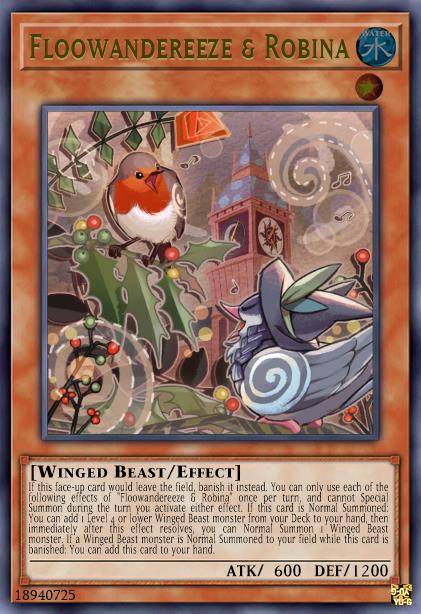 FLOOWANDEREEZE & ROBINA
WATER
水
[WINGED BEAST/EFFECT]
If this face-up card would leave the field, banish it instead. You can only use each of the
following effects of "Floowandereeze & Robina" once per turn, and cannot Special
Summon during the turn you activate either effect. If this card is Normal Summoned:
You can add 1 Level 4 or lower Winged Beast monster from your Deck to your hand, then
immediately after this effect resolves, you can Normal Summon 1 Winged Beast
monster. If a Winged Beast monster is Normal Summoned to your field while this card is
banished: You can add this card to your hand.
ATK/ 600 DEF/1200
18940725